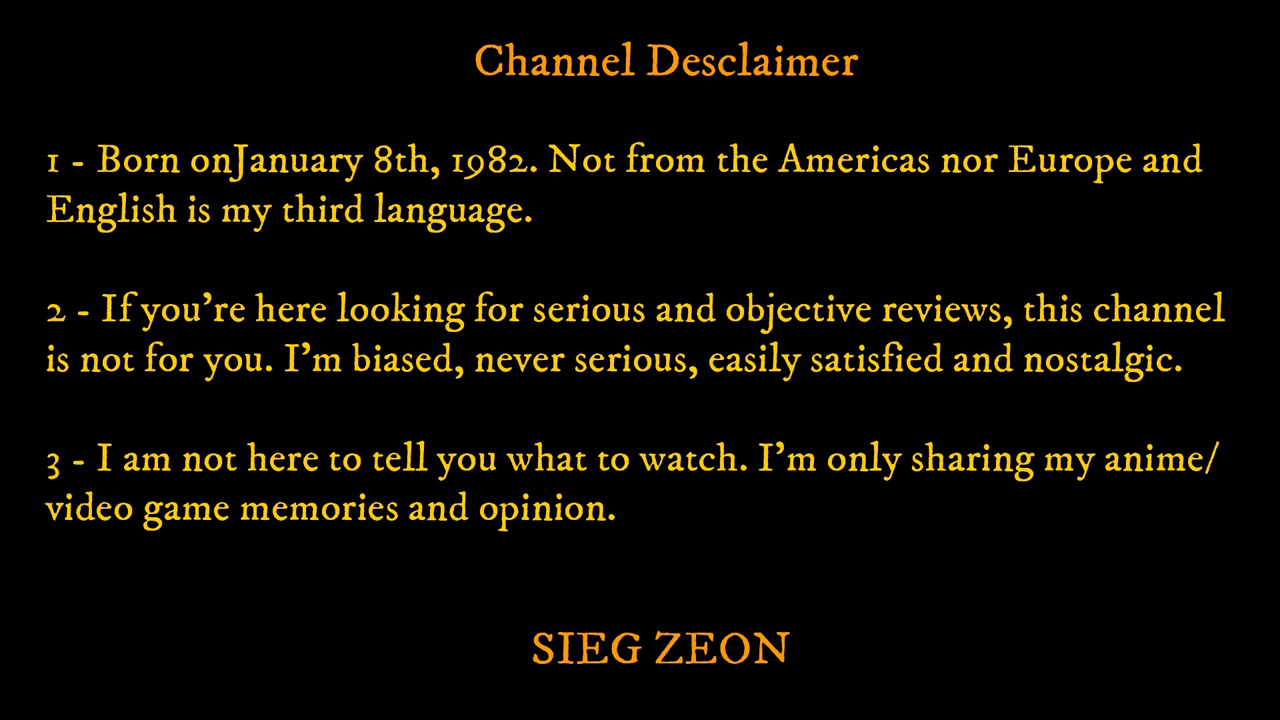 Channel Desclaimer
1 - Born onJanuary 8th, 1982. Not from the Americas nor Europe and
English is my third language.
2 - If you're here looking for serious and objective reviews, this channel
is not for you. I'm biased, never serious, easily satisfied and nostalgic.
3 - I am not here to tell you what to watch. I'm only sharing my anime/
video game memories and opinion.
SIEG ZEON